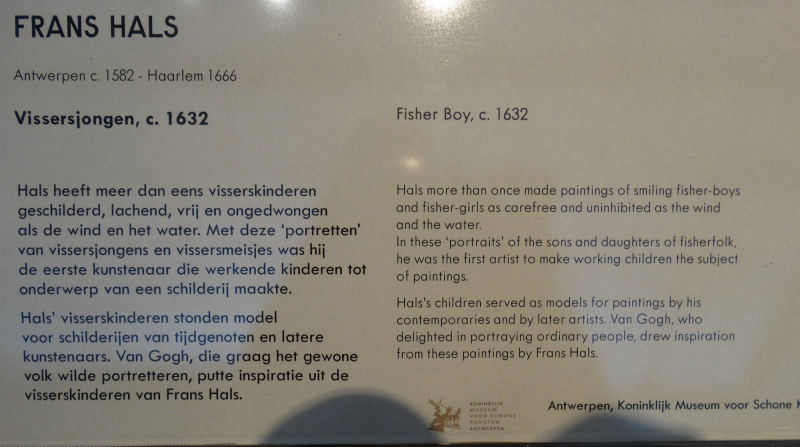 FRANS HALS
Antwerpen c. 1582 - Haarlem 1666
Vissersjongen, c. 1632
Hals heeft meer dan eens visserskinderen
geschilderd, lachend, vrij en ongedwongen
als de wind en het water. Met deze ‘portretten’
van vissersjongens en vissersmeisjes was hij
de eerste kunstenaar die werkende kinderen tot
onderwerp van een schilderij maakte.
Hals’ visserskinderen stonden model
voor schilderijen van tijdgenoten en latere
kunstenaars. Van Gogh, die graag het gewone
volk wilde portretteren, putte inspiratie uit de
visserskinderen van Frans Hals.
Fisher Boy, c. 1632
Hals more than once made paintings of smiling fisher-boys
and fisher-girls as carefree and uninhibited as the wind
and the water.
In these ‘portraits’ of the sons and daughters of fisherfolk,
he was the first artist to make working children the subject
of paintings.
Hals’s children served as models for paintings by his
contemporaries and by later artists. Van Gogh, who
delighted in portraying ordinary people, drew inspiration
from these paintings by Frans Hals.
KONINKLIJK
MUSEUM
VOOR SCHONE
KUNSTEN
ANTWERPEN
Antwerpen, Koninklijk Museum voor Schone K